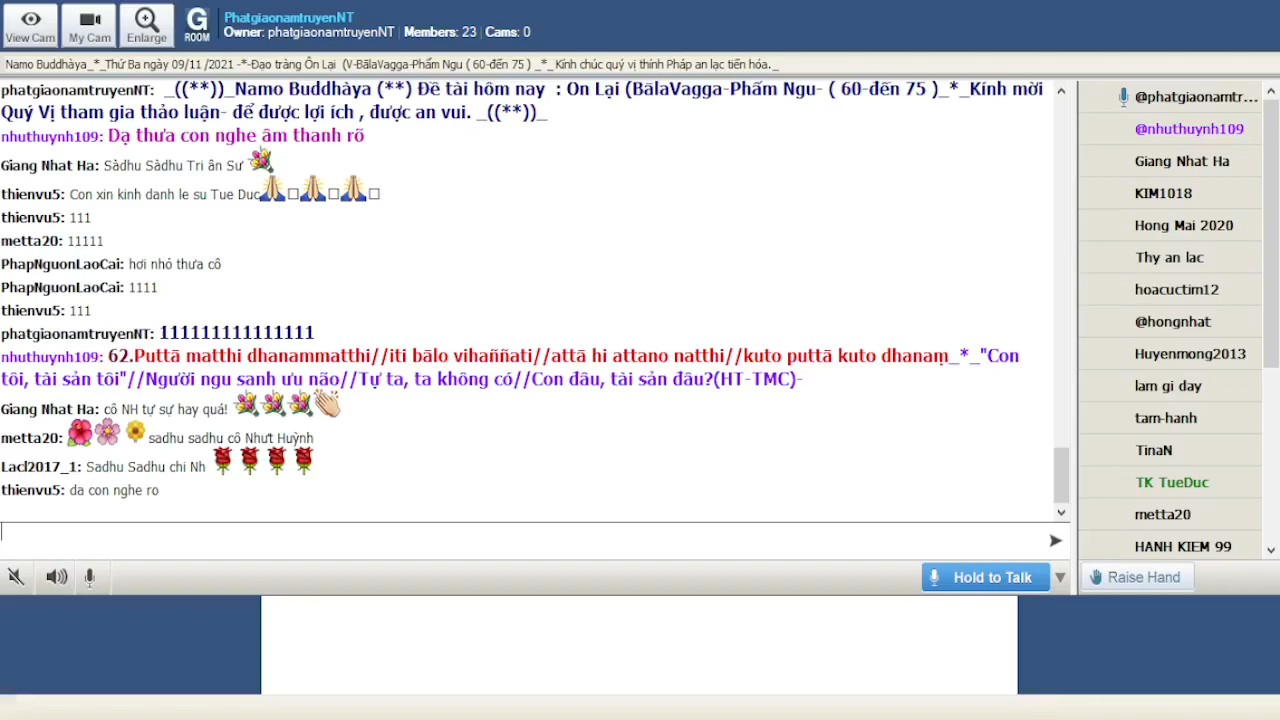 View Cam
My Cam
Enlarge
G
ROOM
PhatgiaonamtruyenNT
Owner: phatgiaonamtruyenNT | Members: 23 | Cams: 0
Namo Buddhàya_*_Thứ Ba ngày 09/11 /2021 -*-Đạo tràng Ôn Lại (V-BãlaVagga-Phẩm Ngu ( 60-đến 75 ) _*_ Kính chúc quý vị thính Pháp an lạc tiến hóa._
phatgiaonamtruyenNT: _((**))_Namo Buddhàya (**) Đề tài hôm nay : On Lại (BālaVagga-Phẩm Ngu- ( 60-đến 75 )_*_Kính mời
Quý Vị tham gia thảo luận- để được lợi ích , được an vui. _((**))_
nhuthuynh109: Dạ thưa con nghe âm thanh rõ
Giang Nhat Ha: Sàdhu Sàdhu Tri ân Sư
thienvu5: Con xin kinh danh le su Tue Duc
thienvu5: 111
metta20: 11111
PhapNguonLaoCai: hơi nhỏ thưa cô
PhapNguonLaoCai: 1111
thienvu5: 111
phatgiaonamtruyenNT: 111111111111111
nhuthuynh109: 62.Puttā matthi dhanammatthi//iti bālo vihaññati//attā hi attano natthi//kuto puttā kuto dhanaṃ_*_"Con
tôi, tài sản tôi"//Người ngu sanh ưu não//Tự ta, ta không có//Con đâu, tài sản đâu?(HT-TMC)-
Giang Nhat Ha: cô NH tự sự hay quá!
metta20: sadhu sadhu cô Như Huỳnh
Lacl2017_1: Sadhu Sadhu chi Nh
thienvu5: da con nghe ro
Hold to Talk
@phatgiaonamtr...
@nhuthuynh109
Giang Nhat Ha
KIM1018
Hong Mai 2020
Thy an lac
hoacuctim12
@hongnhat
Huyenmong2013
lam gi day
tam-hanh
TinaN
TK TueDuc
metta20
HANH KIEM 99
Raise Hand